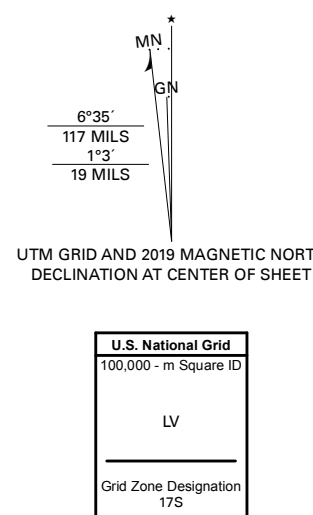 MN
GN
6°35´
117 MILS
1°3´
19 MILS
UTM GRID AND 2019 MAGNETIC NORT
DECLINATION AT CENTER OF SHEET
U.S. National Grid
100,000 - m Square ID
LV
Grid Zone Designation
17S